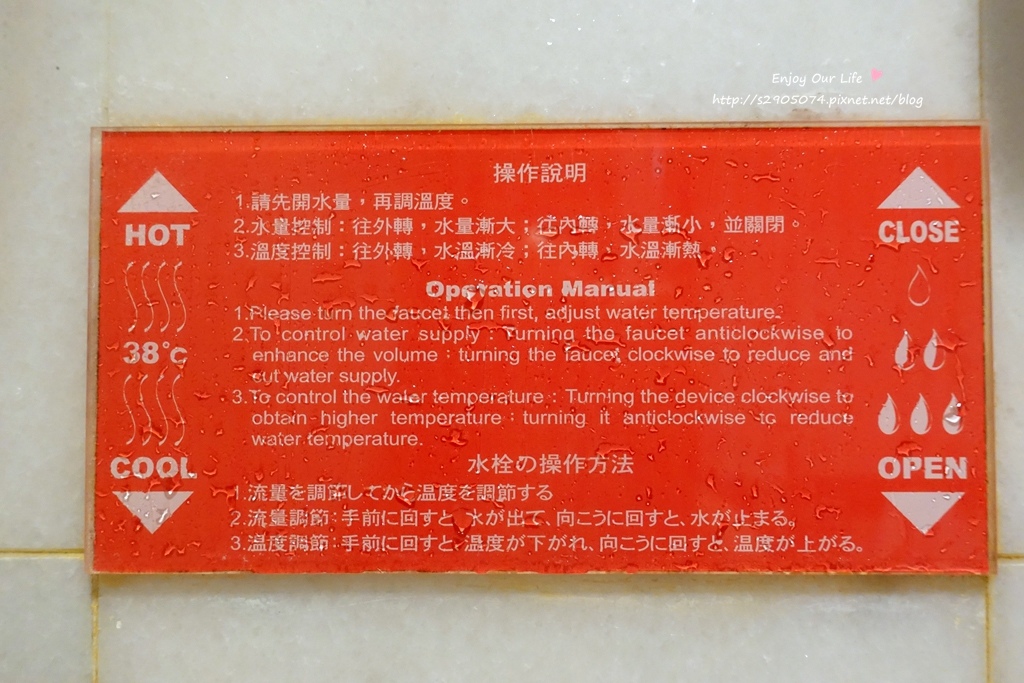 Enjoy Our Life
http://s2905074.pixnet.net/blog
操作說明
1.請先開水量，再調溫度。
2.水量控制：往外轉，水量漸大；往內轉，水量漸小，並關閉。
3.溫度控制：往外轉，水溫漸冷；往內轉，水溫漸熱，
Operation Manual
1.Please turn the faucet then first, adjust water temperature.
2.To control water supply：Turning the faucet anticlockwise to
enhance the volume：turning the faucet clockwise to reduce and
cut water supply.
3.To control the water temperature：Turning the device clockwise to
obtain higher temperature：turning it anticlockwise to reduce
water temperature.
水栓の操作方法
1.流量を調節してから温度を調節する
2.流量調節：手前に回すと、水が出て、向こうに回すと、水が止まる。
3.温度調節：手前に回すと、温度が下がれ、向こうに回すと、温度が上がる。
HOT
38°C
COOL
CLOSE
OPEN